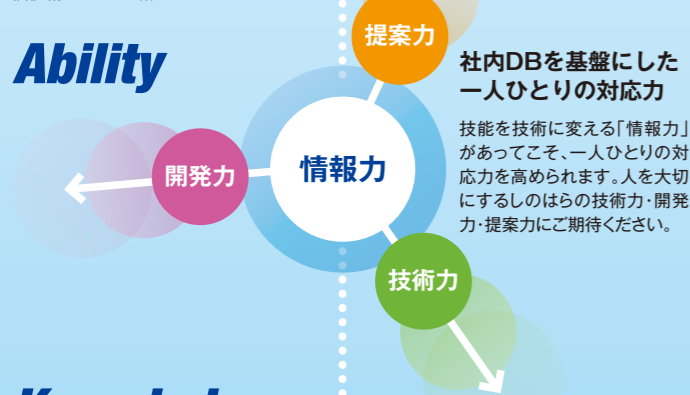 Ability
提案力
開発力
情報力
技術力
社内DBを基盤にした
一人ひとりの対応力
技能を技術に変える「情報力」
があってこそ、一人ひとりの対
応力を高められます。人を大切
にするしのはらの技術力・開発
力・提案力にご期待ください。